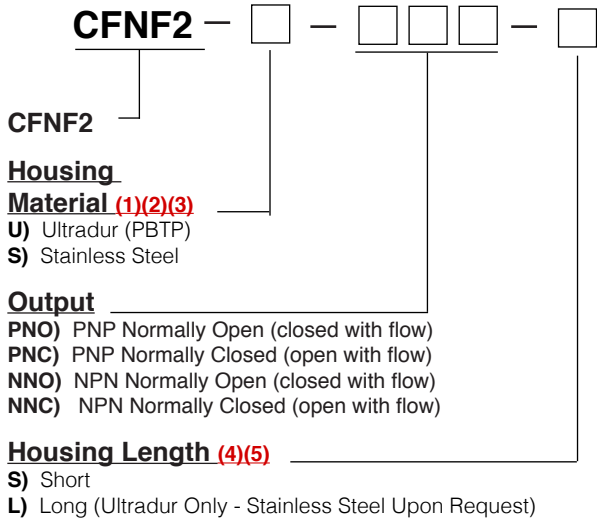 CFNF2 – □ – □□□ – □
CFNF2
Housing
Material (1)(2)(3)
U) Ultradur (PBTP)
S) Stainless Steel
Output
PNO) PNP Normally Open (closed with flow)
PNC) PNP Normally Closed (open with flow)
NNO) NPN Normally Open (closed with flow)
NNC) NPN Normally Closed (open with flow)
Housing Length (4)(5)
S) Short
L) Long (Ultradur Only - Stainless Steel Upon Request)